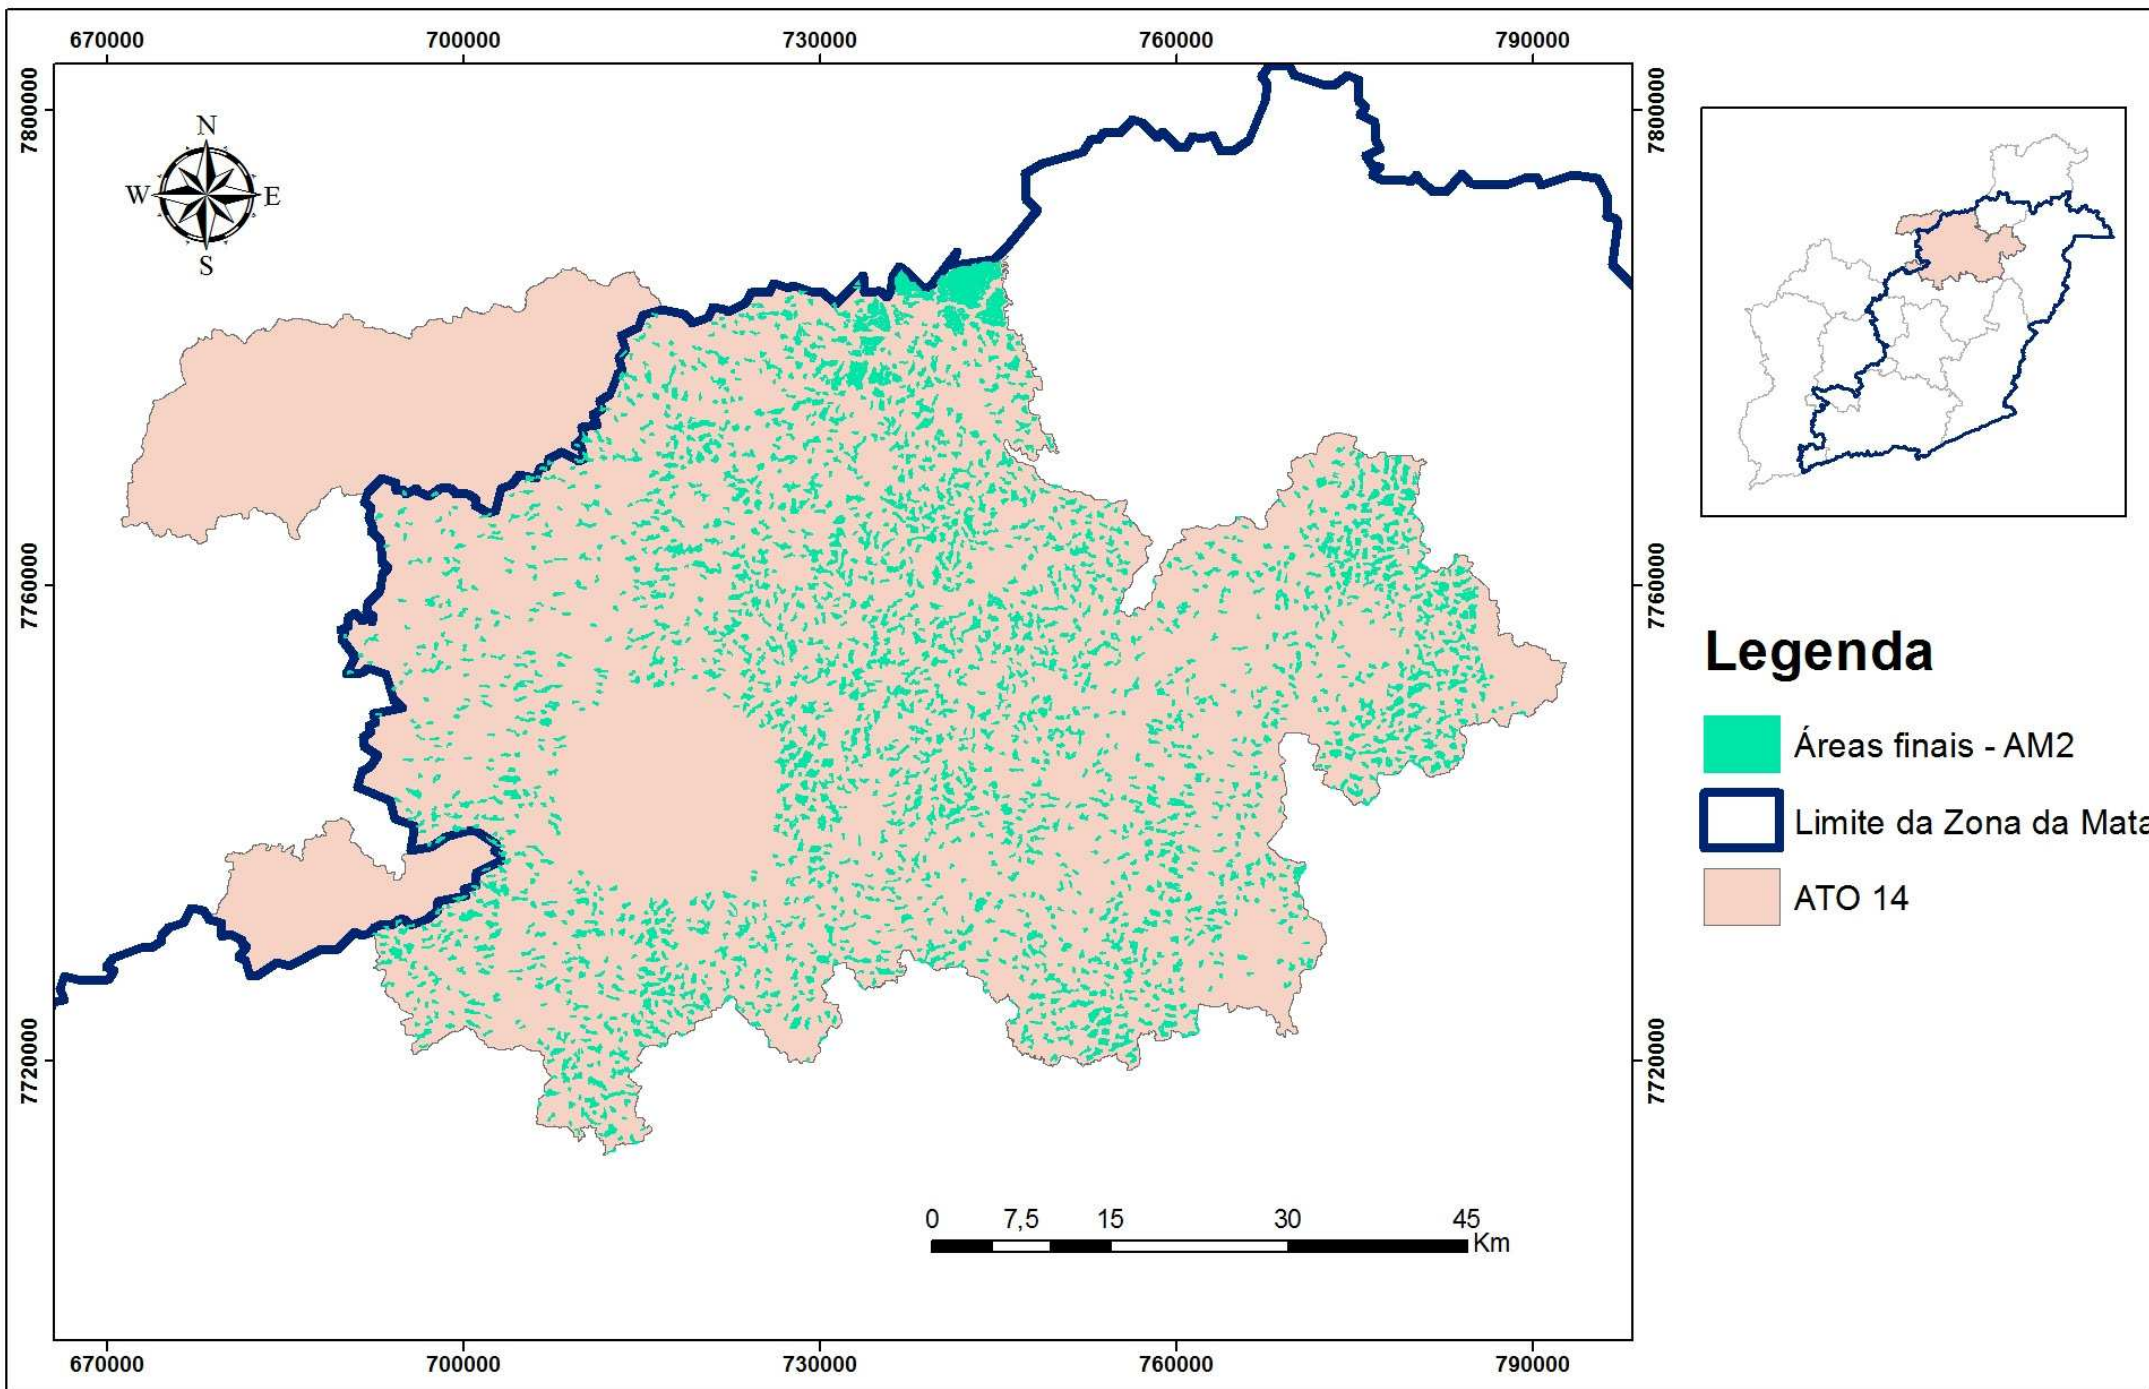 670000 700000 730000 760000 790000
7800000 7800000
N
W E
S
7760000 7760000
Legenda
Áreas finais - AM2
Limite da Zona da Mata
ATO 14
7720000 7720000
0 7,5 15 30 45
Km
670000 700000 730000 760000 790000